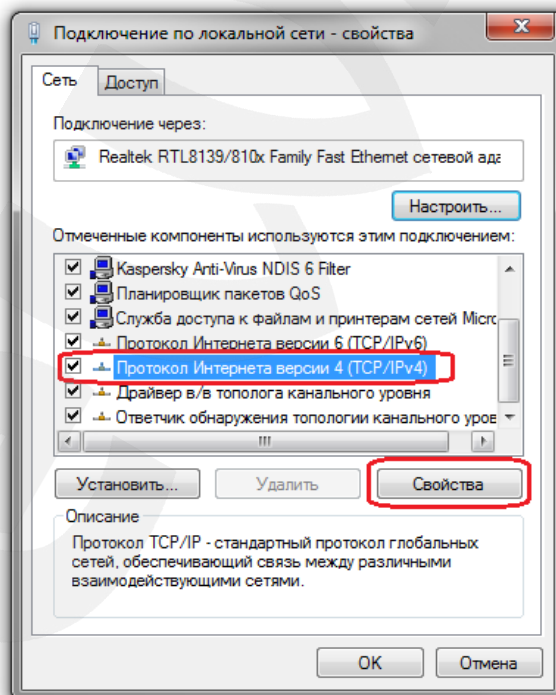 Подключение по локальной сети - свойства
Сеть
Доступ
Подключение через:
Realtek RTL8139/810x Family Fast Ethernet сетевой ада
Настроить...
Отмеченные компоненты используются этим подключением:
Kaspersky Anti-Virus NDIS 6 Filter
Планировщик пакетов QoS
Служба доступа к файлам и принтерам сетей Micro
Протокол Интернета версии 6 (TCP/IPv6)
Протокол Интернета версии 4 (TCP/IPv4)
Драйвер в/в тополога канального уровня
Ответчик обнаружения топологии канального уров
Установить...
Удалить
Свойства
Описание
Протокол TCP/IP - стандартный протокол глобальных
сетей, обеспечивающий связь между различными
взаимодействующими сетями.
OK
Отмена